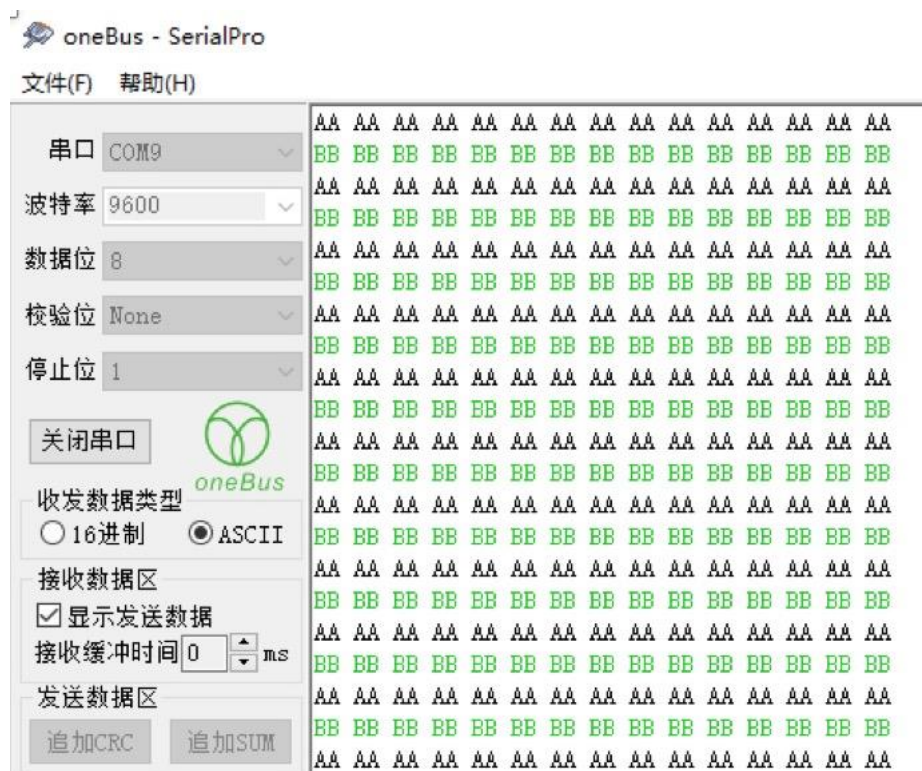 oneBus - SerialPro
文件(F) 帮助(H)
串口 COM9
波特率 9600
数据位 8
校验位 None
停止位 1
关闭串口
oneBus
收发数据类型
16进制 ASCII
接收数据区
显示发送数据
接收缓冲时间 0 ms
发送数据区
追加CRC 追加SUM
AA AA AA AA AA AA AA AA AA AA AA AA AA AA AA
BB BB BB BB BB BB BB BB BB BB BB BB BB BB BB
AA AA AA AA AA AA AA AA AA AA AA AA AA AA AA
BB BB BB BB BB BB BB BB BB BB BB BB BB BB BB
AA AA AA AA AA AA AA AA AA AA AA AA AA AA AA
BB BB BB BB BB BB BB BB BB BB BB BB BB BB BB
AA AA AA AA AA AA AA AA AA AA AA AA AA AA AA
BB BB BB BB BB BB BB BB BB BB BB BB BB BB BB
AA AA AA AA AA AA AA AA AA AA AA AA AA AA AA
BB BB BB BB BB BB BB BB BB BB BB BB BB BB BB
AA AA AA AA AA AA AA AA AA AA AA AA AA AA AA
BB BB BB BB BB BB BB BB BB BB BB BB BB BB BB
AA AA AA AA AA AA AA AA AA AA AA AA AA AA AA
BB BB BB BB BB BB BB BB BB BB BB BB BB BB BB
AA AA AA AA AA AA AA AA AA AA AA AA AA AA AA
BB BB BB BB BB BB BB BB BB BB BB BB BB BB BB
AA AA AA AA AA AA AA AA AA AA AA AA AA AA AA
BB BB BB BB BB BB BB BB BB BB BB BB BB BB BB
AA AA AA AA AA AA AA AA AA AA AA AA AA AA AA
BB BB BB BB BB BB BB BB BB BB BB BB BB BB BB
AA AA AA AA AA AA AA AA AA AA AA AA AA AA AA